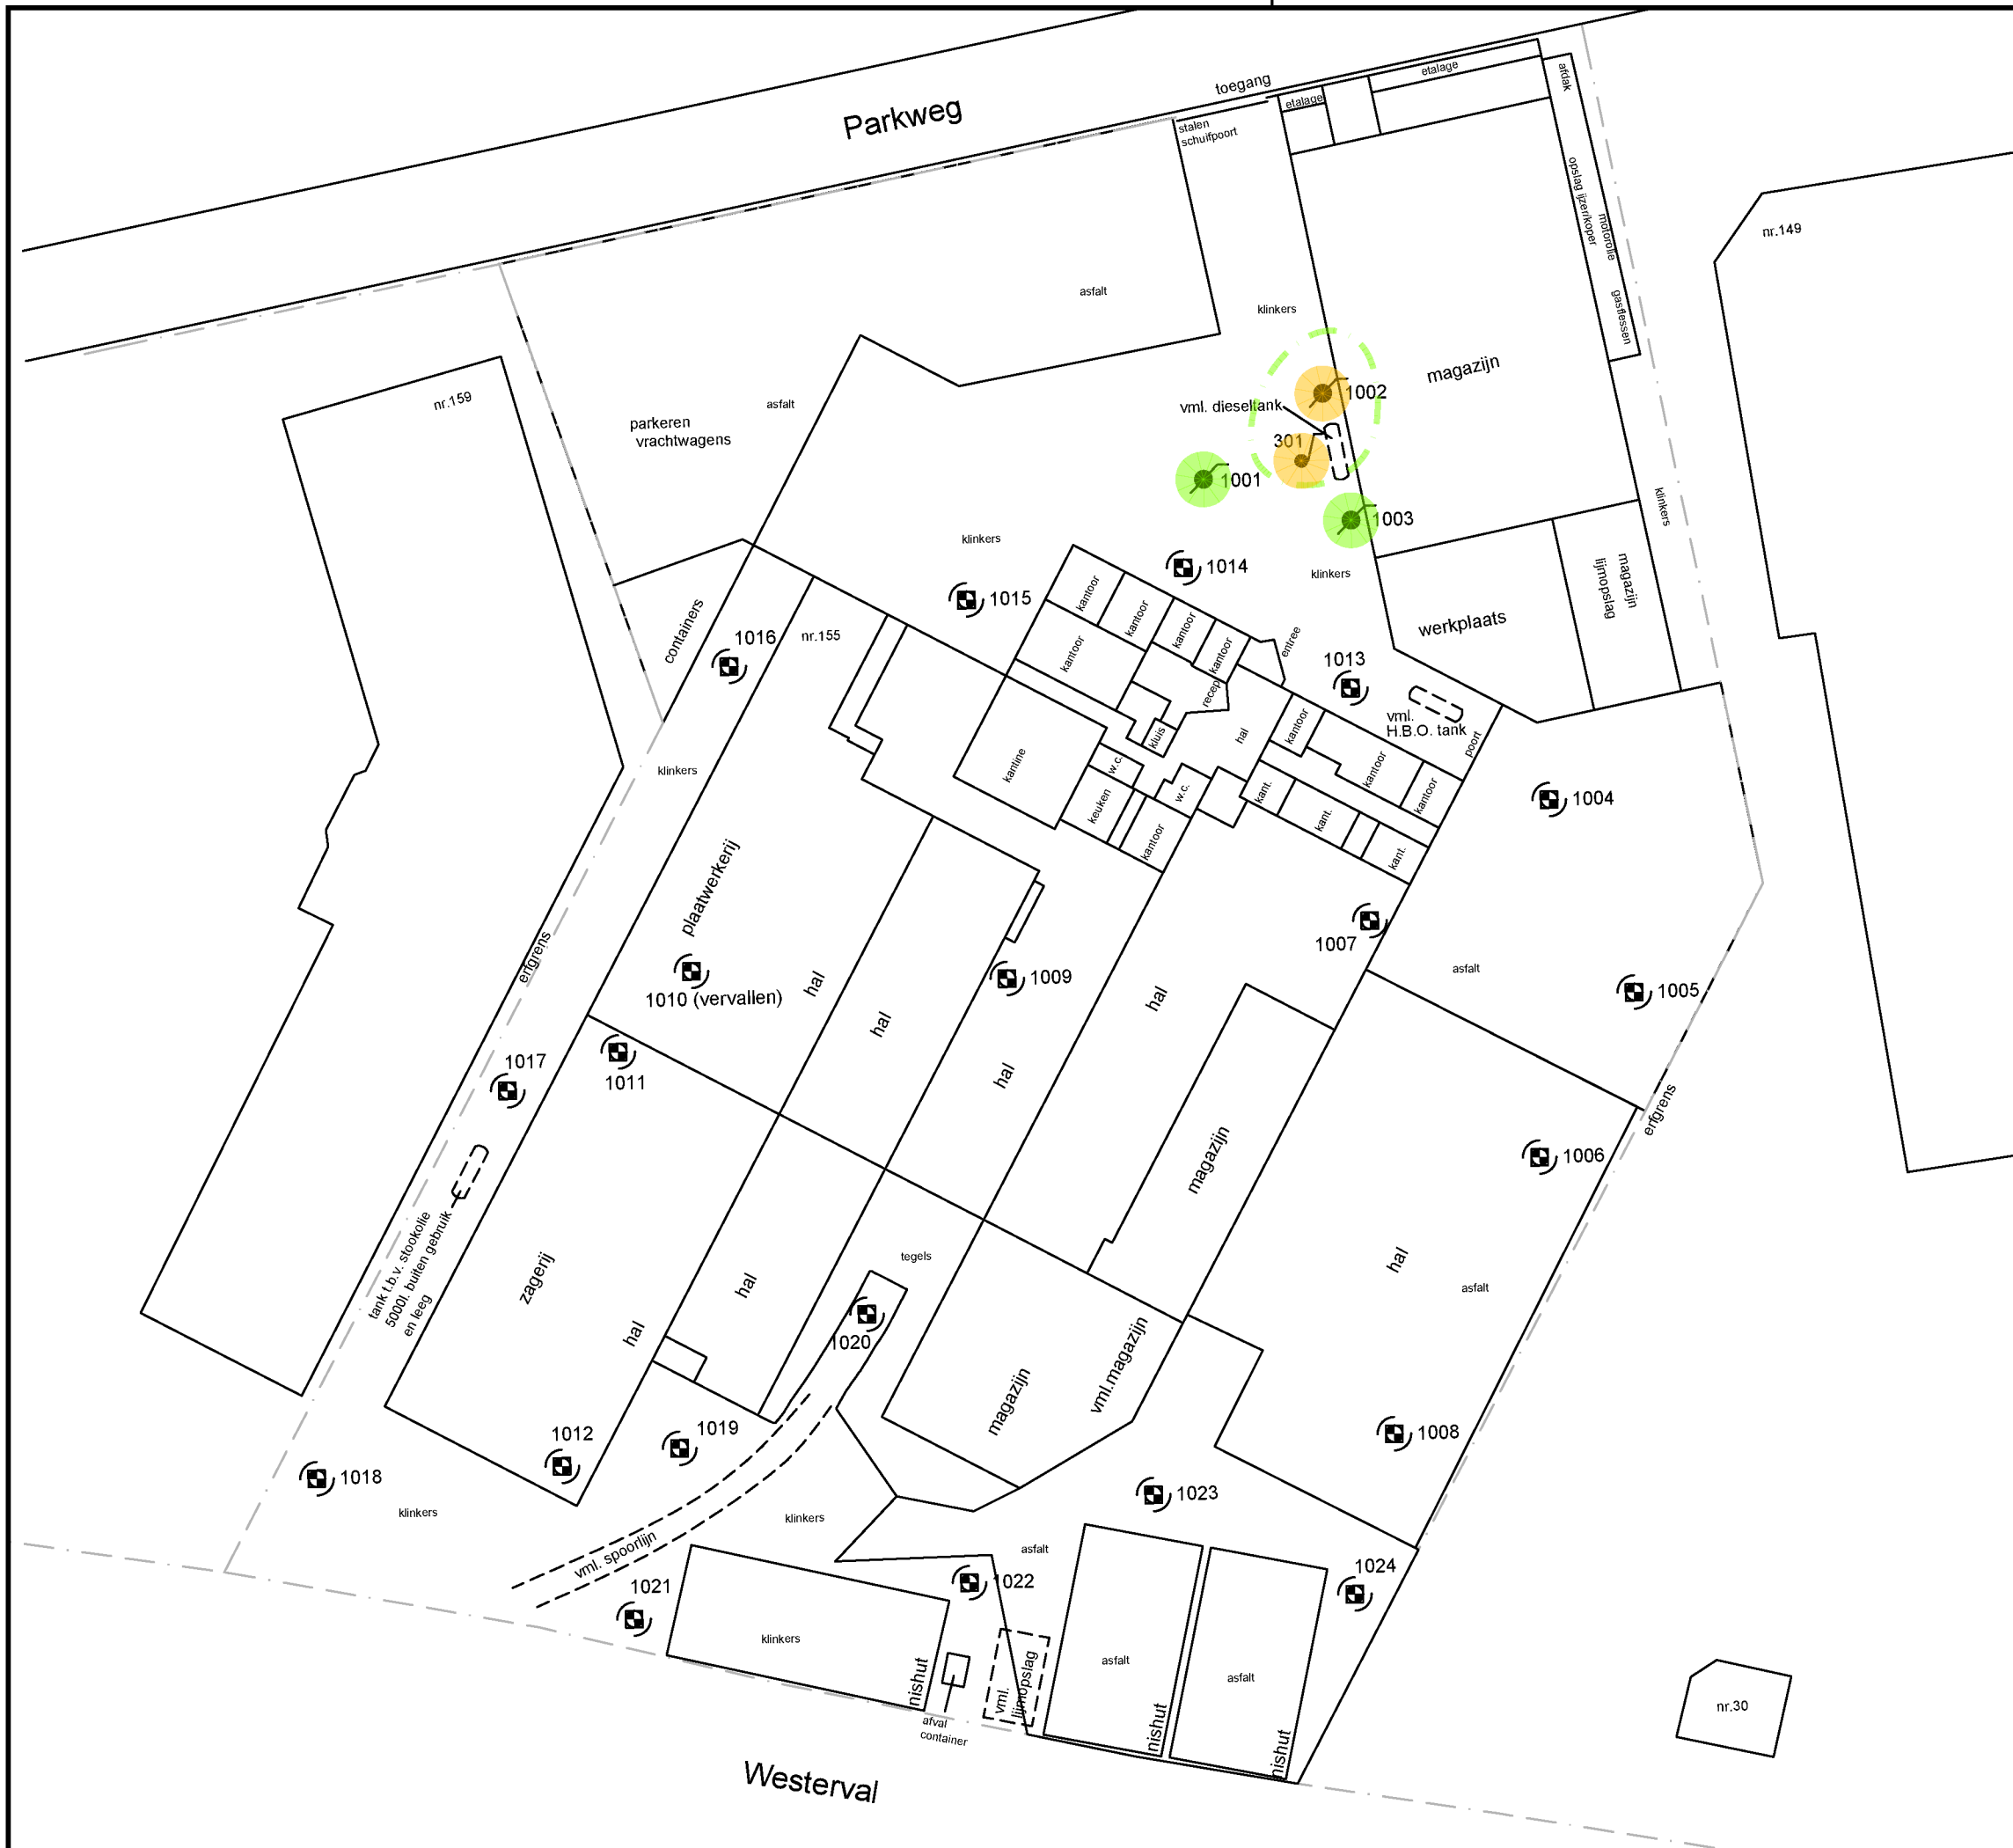 toegang
etalage
etalage
afdak
Parkweg
stalen
schuifpoort
opslag ijzer/koper
motorolie
gasflessen
nr.149
asfalt
klinkers
magazijn
nr.159
asfalt
parkeren
vrachtwagens
1002
vml. dieseltank
301
1001
1003
klinkers
klinkers
1014
klinkers
magazijn
lijmopslag
1015
kantoor
kantoor
kantoor
kantoor
kantoor
entree
werkplaats
containers
1016
nr.155
1013
recep
vml.
H.B.O. tank
poort
kluis
hal
kantoor
kantoor
kantoor
kantine
w.c.
w.c.
keuken
kantoor
kant.
kant.
kant.
klinkers
1004
plaatwerkerij
1007
erfgrens
1010 (vervallen)
hal
hal
1009
hal
hal
asfalt
1005
1017
1011
erfgrens
1006
magazijn
tank t.b.v. stookolie
5000l. buiten gebruik
en leeg
zagerij
hal
hal
tegels
1020
hal
asfalt
vml.magazijn
magazijn
1012
1019
1008
1018
klinkers
klinkers
1023
vml. spoorlijn
asfalt
1021
1022
1024
klinkers
nishut
vml.
lijmopslag
asfalt
nishut
asfalt
nishut
afval
container
nr.30
Westerval